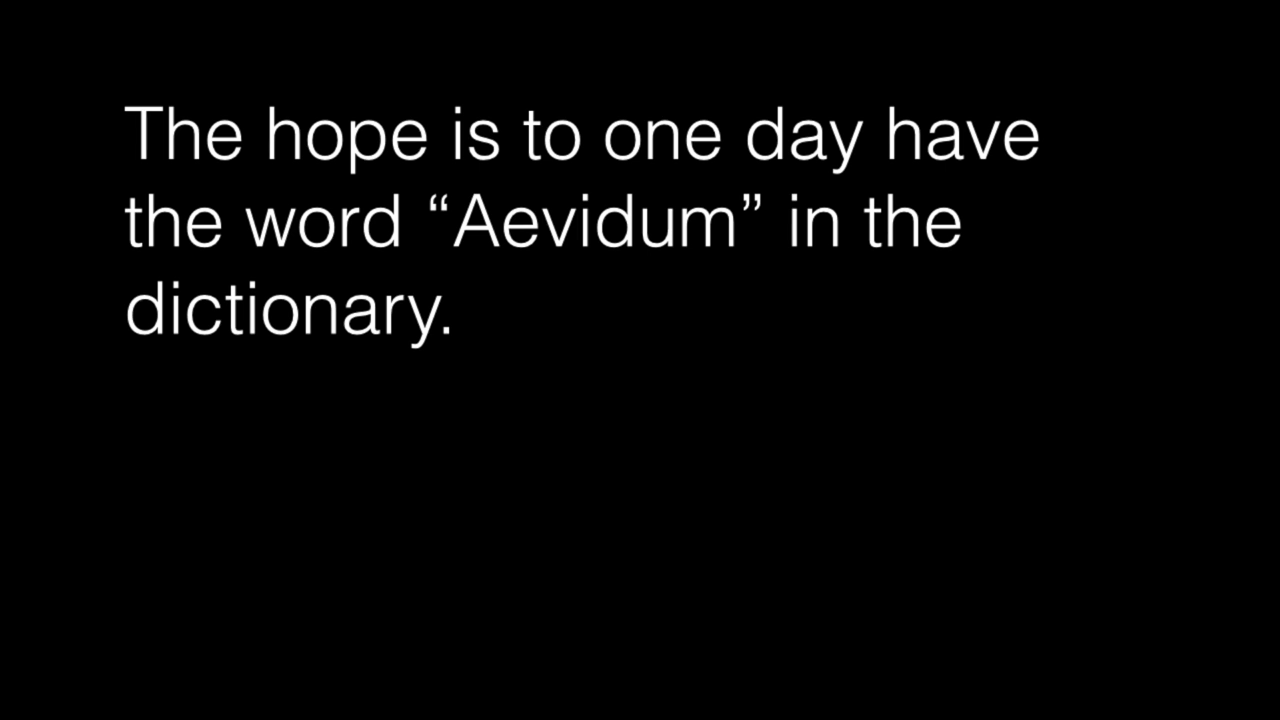 The hope is to one day have
the word “Aevidum” in the
dictionary.